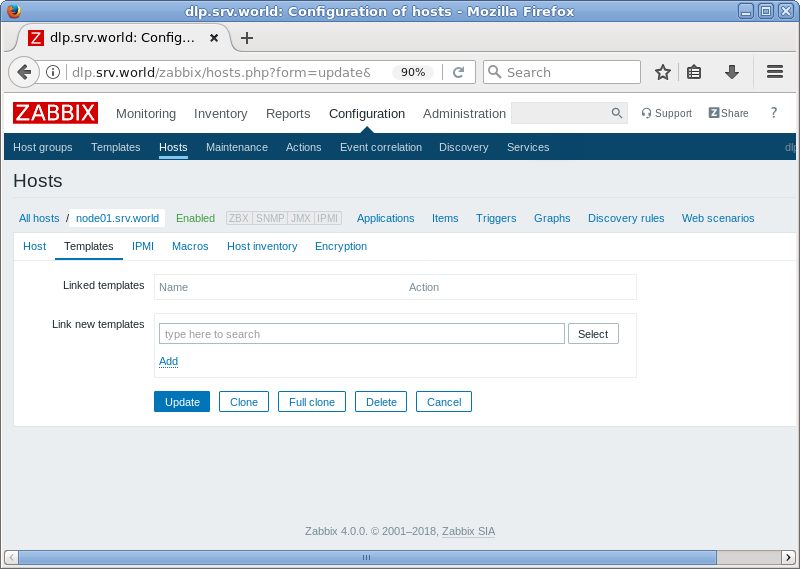 dlp.srv.world: Configuration of hosts - Mozilla Firefox
dlp.srv.world: Config...
dlp.srv.world/zabbix/hosts.php?form=update& 90% Search
ZABBIX Monitoring Inventory Reports Configuration Administration Support Z Share ?
Host groups Templates Hosts Maintenance Actions Event correlation Discovery Services dlp
Hosts
All hosts / node01.srv.world Enabled ZBX SNMP JMX IPMI Applications Items Triggers Graphs Discovery rules Web scenarios
Host Templates IPMI Macros Host inventory Encryption
Linked templates Name Action
Link new templates type here to search Select
Add
Update Clone Full clone Delete Cancel
Zabbix 4.0.0. © 2001–2018, Zabbix SIA